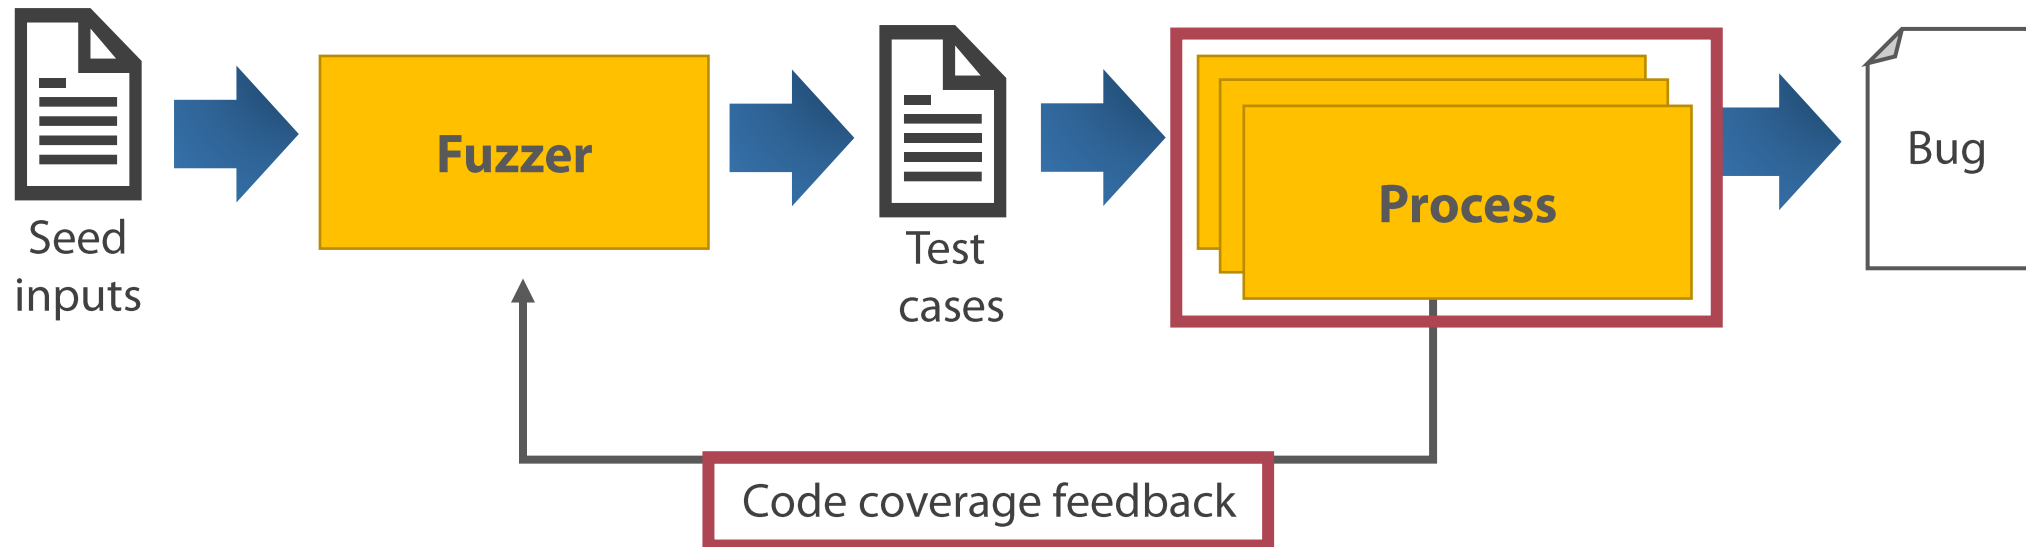 Seed
inputs
Fuzzer
Test
cases
Process
Bug
Code coverage feedback